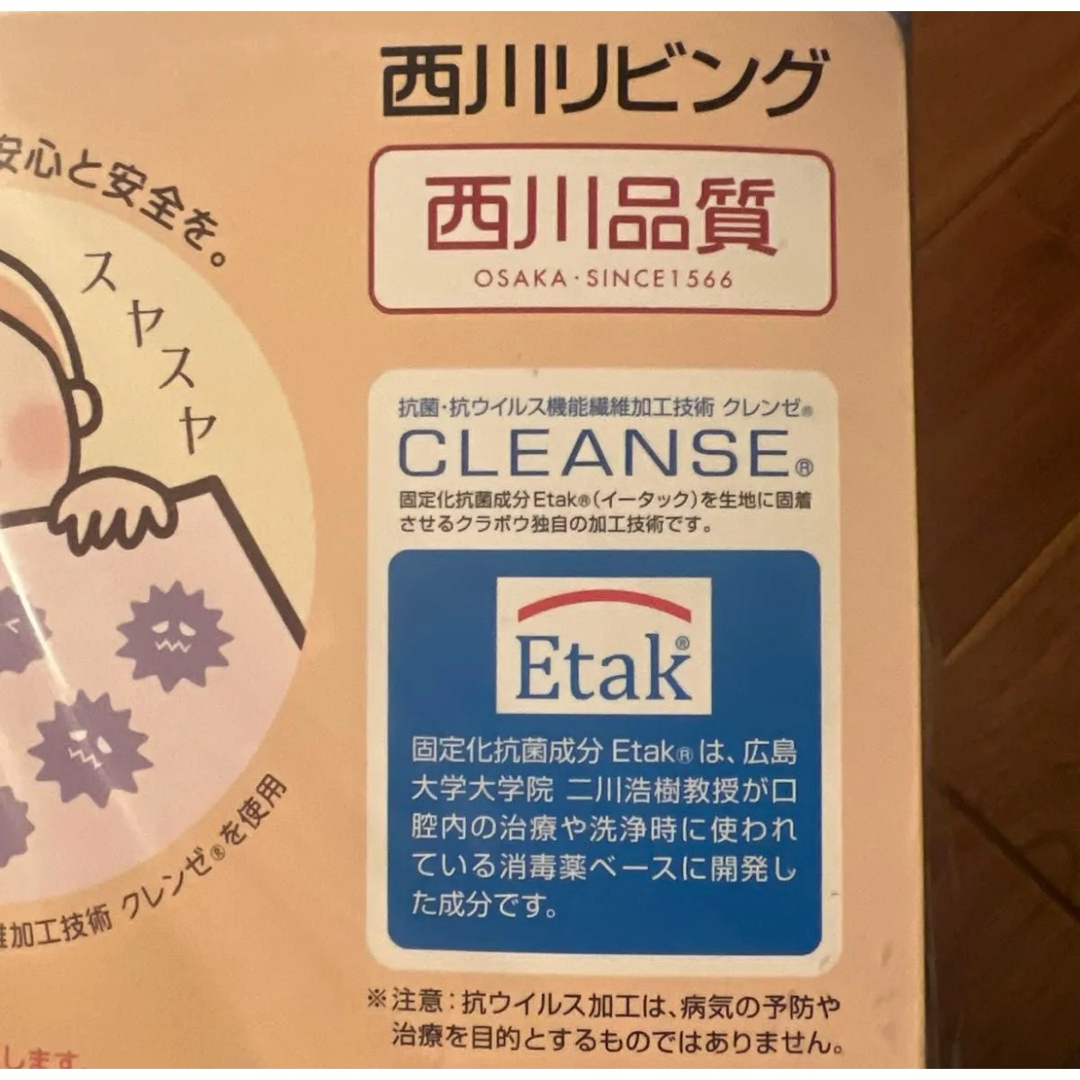 西川リビング
西川品質
OSAKA・SINCE1566
安心と安全を。
スヤスヤ
抗菌・抗ウイルス機能繊維加工技術 クレンゼ®
CLEANSE®
固定化抗菌成分Etak®(イータック)を生地に固着
させるクラボウ独自の加工技術です。
Etak®
固定化抗菌成分 Etak®は、広島
大学大学院 二川浩樹教授が口
腔内の治療や洗浄時に使われ
ている消毒薬ベースに開発し
た成分です。
維加工技術 クレンゼ®を使用
※注意：抗ウイルス加工は、病気の予防や
治療を目的とするものではありません。
します。